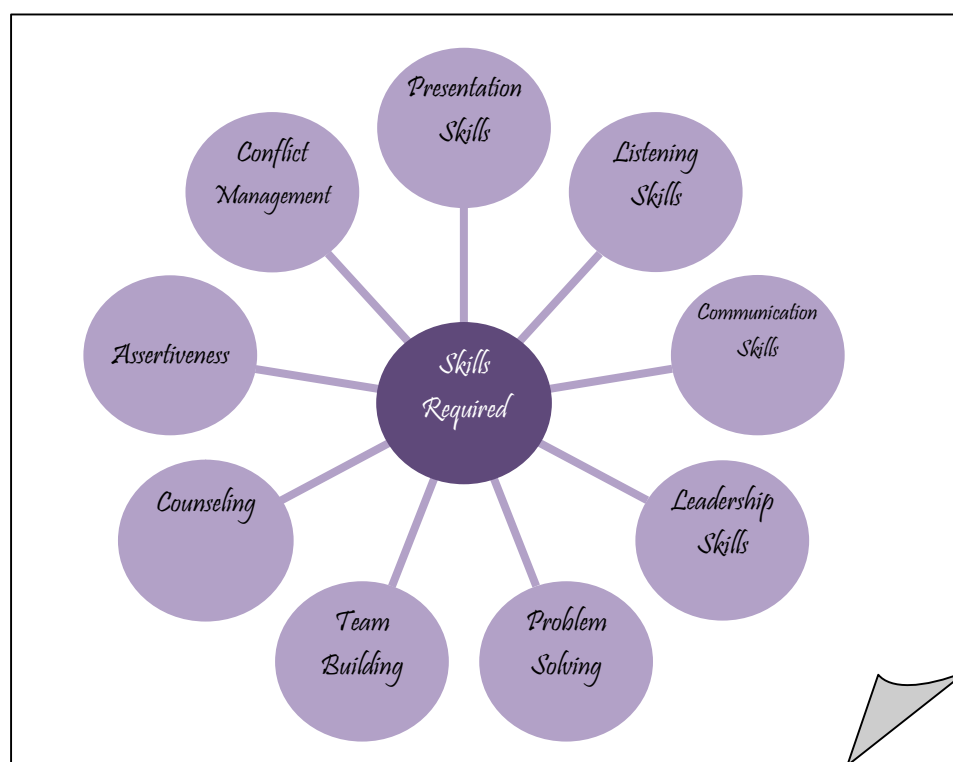 Presentation
Skills
Listening
Skills
Communication
Skills
Leadership
Skills
Problem
Solving
Team
Building
Counseling
Assertiveness
Conflict
Management
Skills
Required